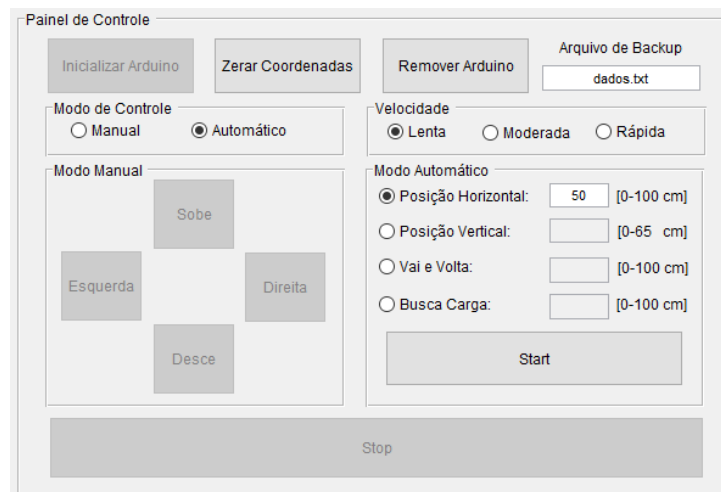 Painel de Controle
Inicializar Arduino
Zerar Coordenadas
Remover Arduino
Arquivo de Backup
dados.txt
Modo de Controle
Manual
Automático
Velocidade
Lenta
Moderada
Rápida
Modo Manual
Sobe
Esquerda
Direita
Desce
Modo Automático
Posição Horizontal: 50 [0-100 cm]
Posição Vertical: [0-65 cm]
Vai e Volta: [0-100 cm]
Busca Carga: [0-100 cm]
Start
Stop